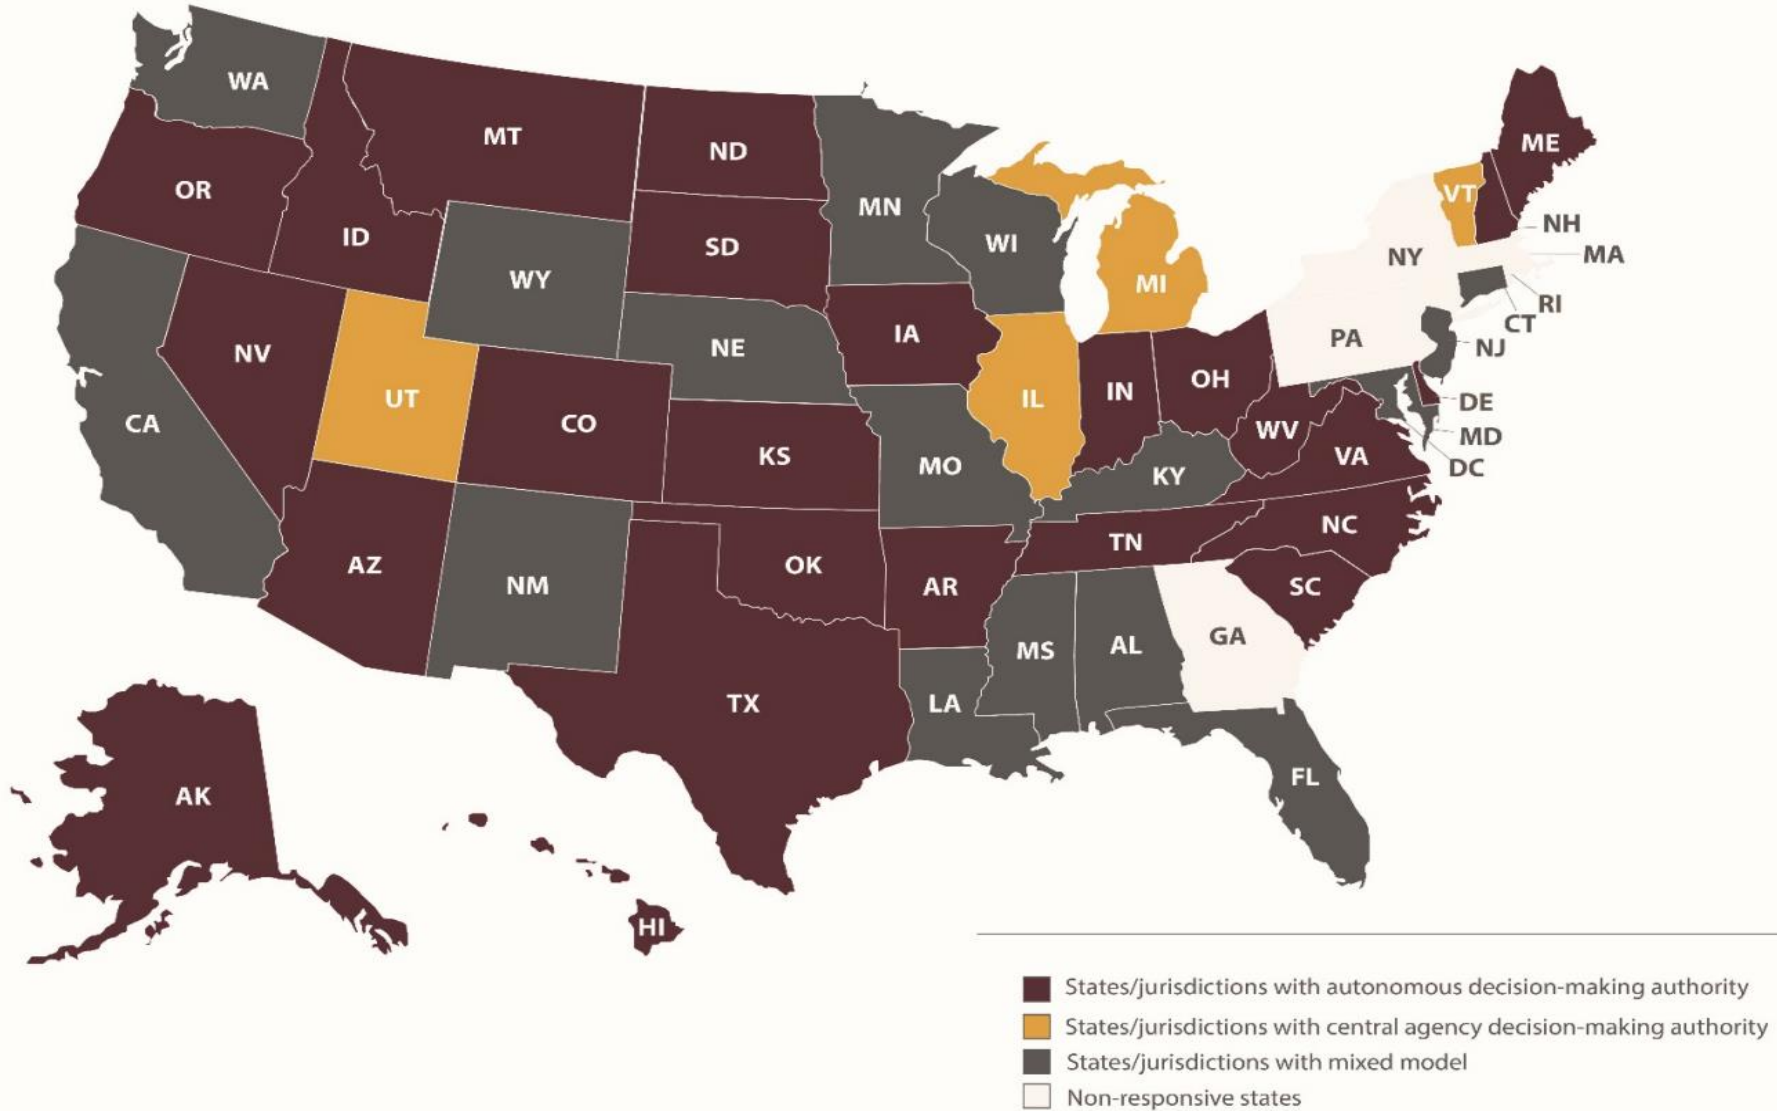 WA
MT
ND
ME
OR
MN
VT
ID
SD
WI
NH
NY
MA
WY
MI
RI
CT
IA
PA
NE
NJ
NV
OH
IN
UT
IL
DE
CO
CA
WV
MD
KS
VA
MO
DC
KY
NC
TN
AZ
OK
NM
AR
SC
GA
MS
AL
TX
LA
FL
AK
HI
States/jurisdictions with autonomous decision-making authority
States/jurisdictions with central agency decision-making authority
States/jurisdictions with mixed model
Non-responsive states